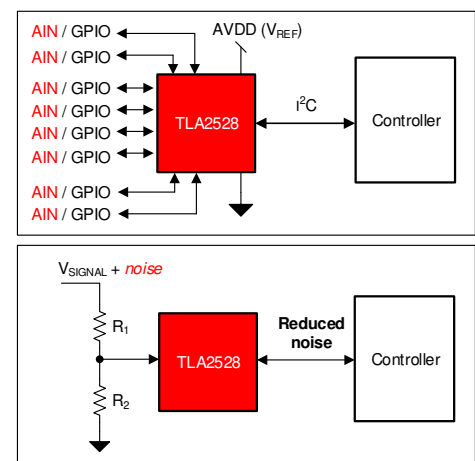 AIN / GPIO
AVDD (VREF)
AIN / GPIO
AIN / GPIO
AIN / GPIO
TLA2528
I²C
Controller
AIN / GPIO
AIN / GPIO
AIN / GPIO
AIN / GPIO
VSIGNAL + noise
R1
Reduced
noise
TLA2528
Controller
R2